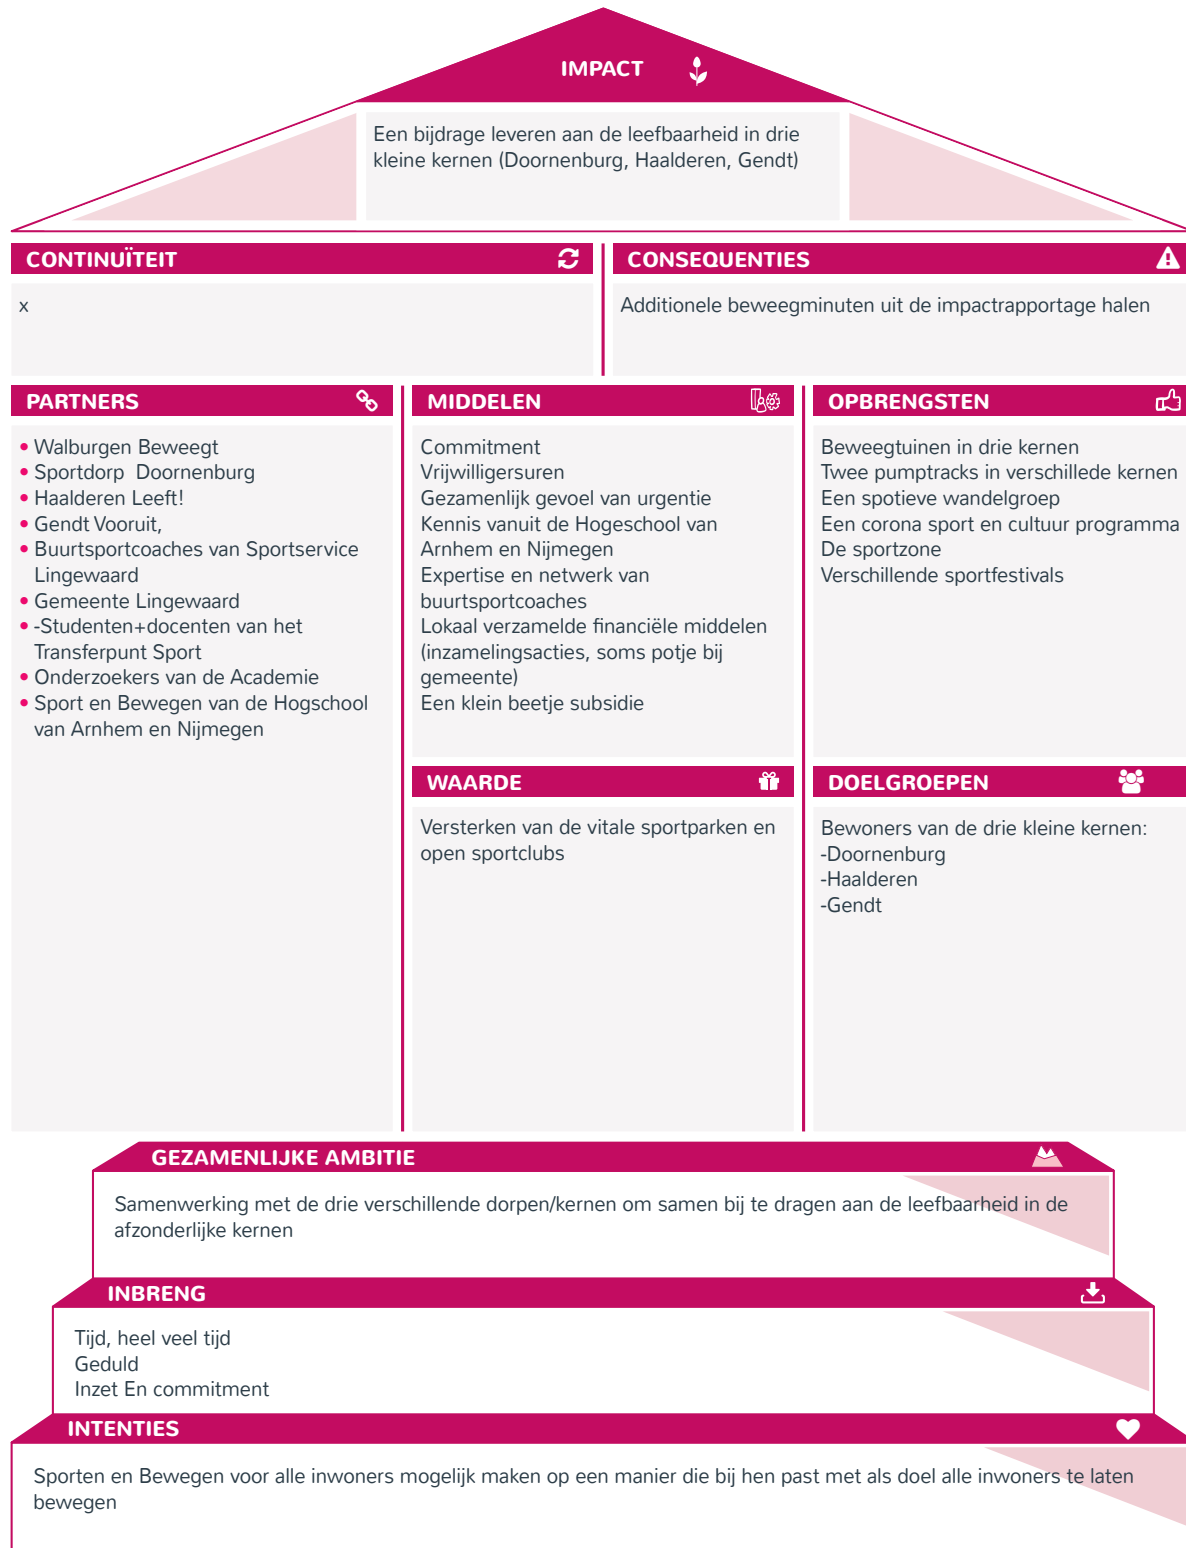 IMPACT
Een bijdrage leveren aan de leefbaarheid in drie
kleine kernen (Doornenburg, Haalderen, Gendt)
CONTINUÏTEIT
x
CONSEQUENTIES
Additionele beweegminuten uit de impactrapportage halen
PARTNERS
• Walburgen Beweegt
• Sportdorp Doornenburg
• Haalderen Leeft!
• Gendt Vooruit,
• Buurtsportcoaches van Sportservice
Lingewaard
• Gemeente Lingewaard
• -Studenten+docenten van het
Transferpunt Sport
• Onderzoekers van de Academie
• Sport en Bewegen van de Hogschool
van Arnhem en Nijmegen
MIDDELEN
Commitment
Vrijwilligersuren
Gezamenlijk gevoel van urgentie
Kennis vanuit de Hogeschool van
Arnhem en Nijmegen
Expertise en netwerk van
buurtsportcoaches
Lokaal verzamelde financiële middelen
(inzamelingsacties, soms potje bij
gemeente)
Een klein beetje subsidie
WAARDE
Versterken van de vitale sportparken en
open sportclubs
OPBRENGSTEN
Beweegtuinen in drie kernen
Twee pumptracks in verschillede kernen
Een spotieve wandelgroep
Een corona sport en cultuur programma
De sportzone
Verschillende sportfestivals
DOELGROEPEN
Bewoners van de drie kleine kernen:
-Doornenburg
-Haalderen
-Gendt
GEZAMENLIJKE AMBITIE
Samenwerking met de drie verschillende dorpen/kernen om samen bij te dragen aan de leefbaarheid in de
afzonderlijke kernen
INBRENG
Tijd, heel veel tijd
Geduld
Inzet En commitment
INTENTIES
Sporten en Bewegen voor alle inwoners mogelijk maken op een manier die bij hen past met als doel alle inwoners te laten
bewegen